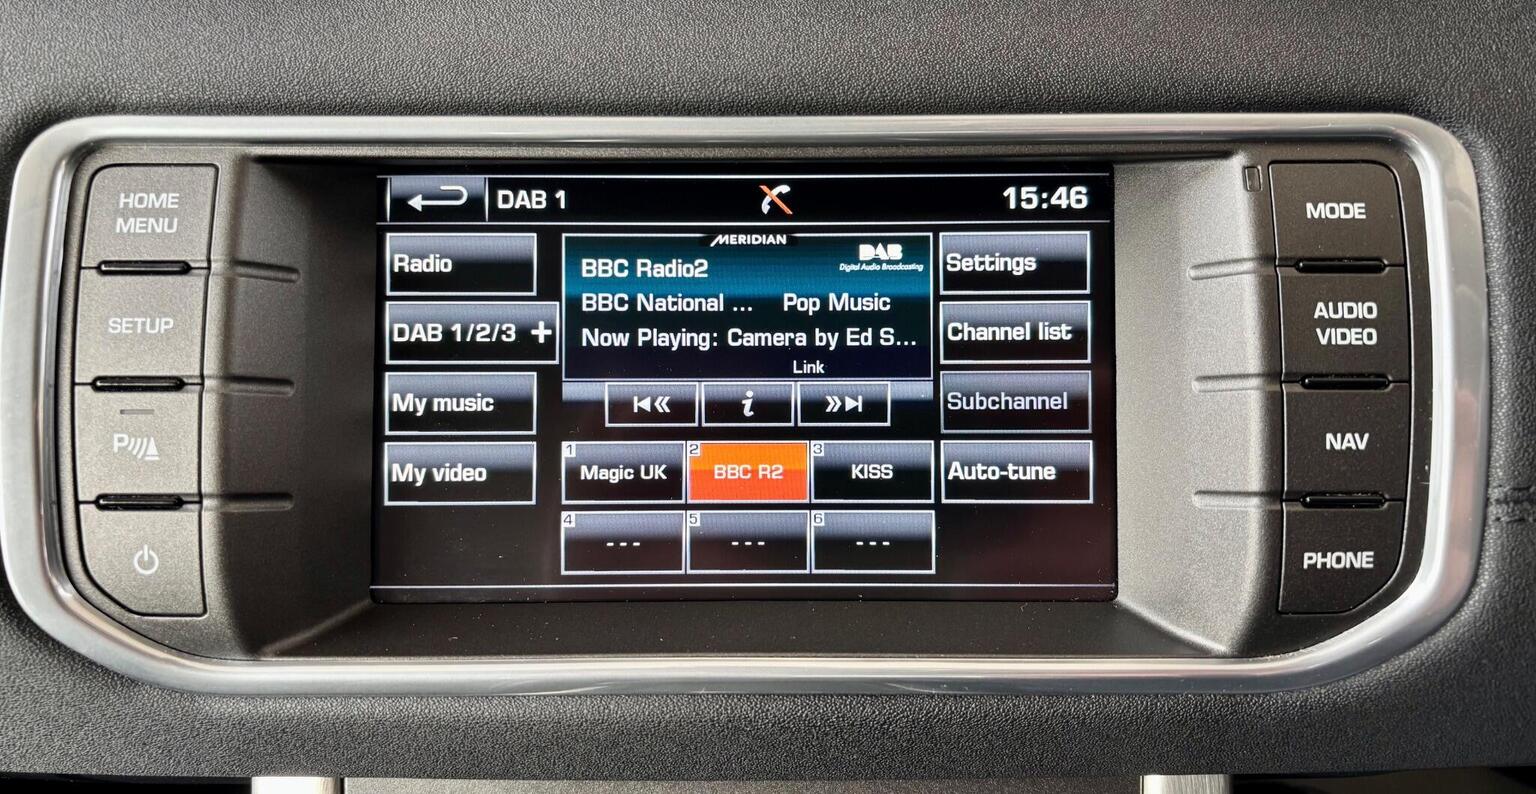 HOME
MENU
SETUP
P
DAB 1
15:46
Radio
DAB 1/2/3 +
My music
My video
MERIDIAN
DAB
Digital Audio Broadcasting
BBC Radio2
BBC National ... Pop Music
Now Playing: Camera by Ed S...
Link
i
1 Magic UK
2 BBC R2
3 KISS
4 ---
5 ---
6 ---
Settings
Channel list
Subchannel
Auto-tune
MODE
AUDIO
VIDEO
NAV
PHONE